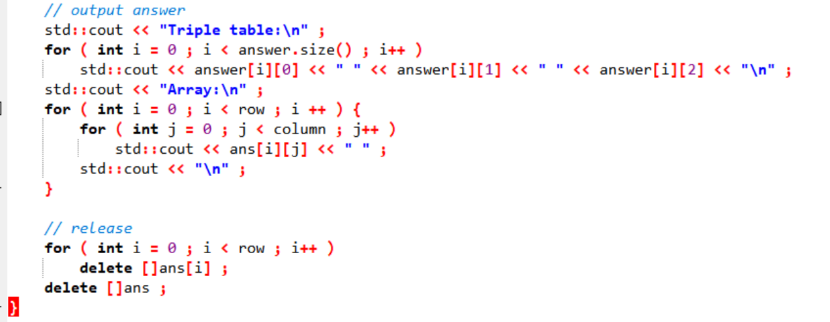 // output answer
std::cout << "Triple table:\n" ;
for ( int i = 0 ; i < answer.size() ; i++ )
std::cout << answer[i][0] << " " << answer[i][1] << " " << answer[i][2] << "\n" ;
std::cout << "Array:\n" ;
for ( int i = 0 ; i < row ; i ++ ) {
for ( int j = 0 ; j < column ; j++ )
std::cout << ans[i][j] << " " ;
std::cout << "\n" ;
}
// release
for ( int i = 0 ; i < row ; i++ )
delete []ans[i] ;
delete []ans ;
}